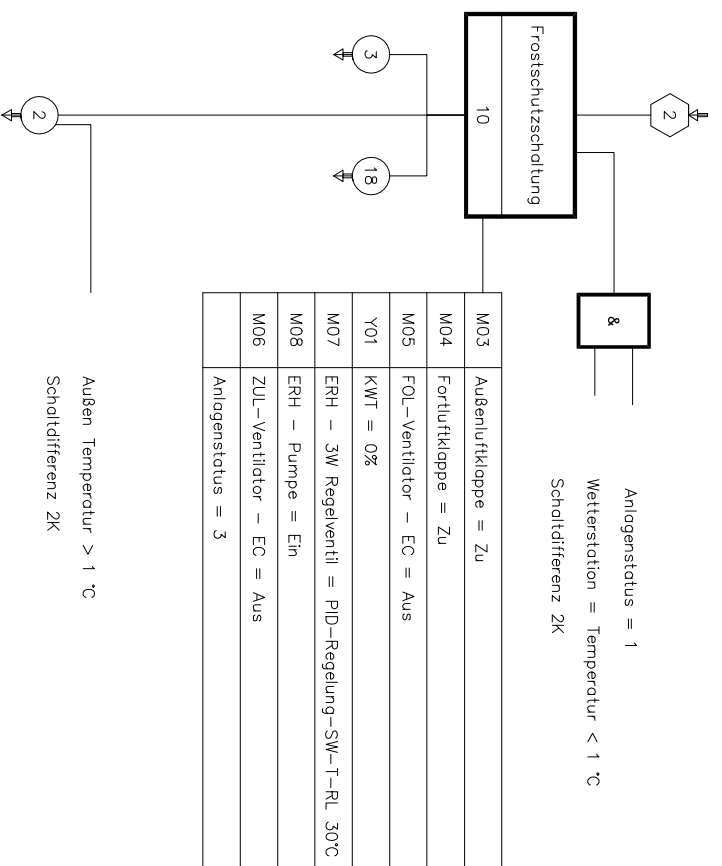 2
Anlagenstatus = 1
Wetterstation = Temperatur < 1 °C
Schaltdifferenz 2K
&
Frostschutzschaltung
10
M03 Außenluftklappe = Zu
M04 Fortluftklappe = Zu
M05 FOL-Ventilator - EC = Aus
Y01 KWT = 0%
M07 ERH - 3W Regelventil = PID-Regelung-SW-T-RL 30°C
M08 ERH - Pumpe = Ein
M06 ZUL-Ventilator - EC = Aus
Anlagenstatus = 3
3
18
2
Außen Temperatur > 1 °C
Schaltdifferenz 2K